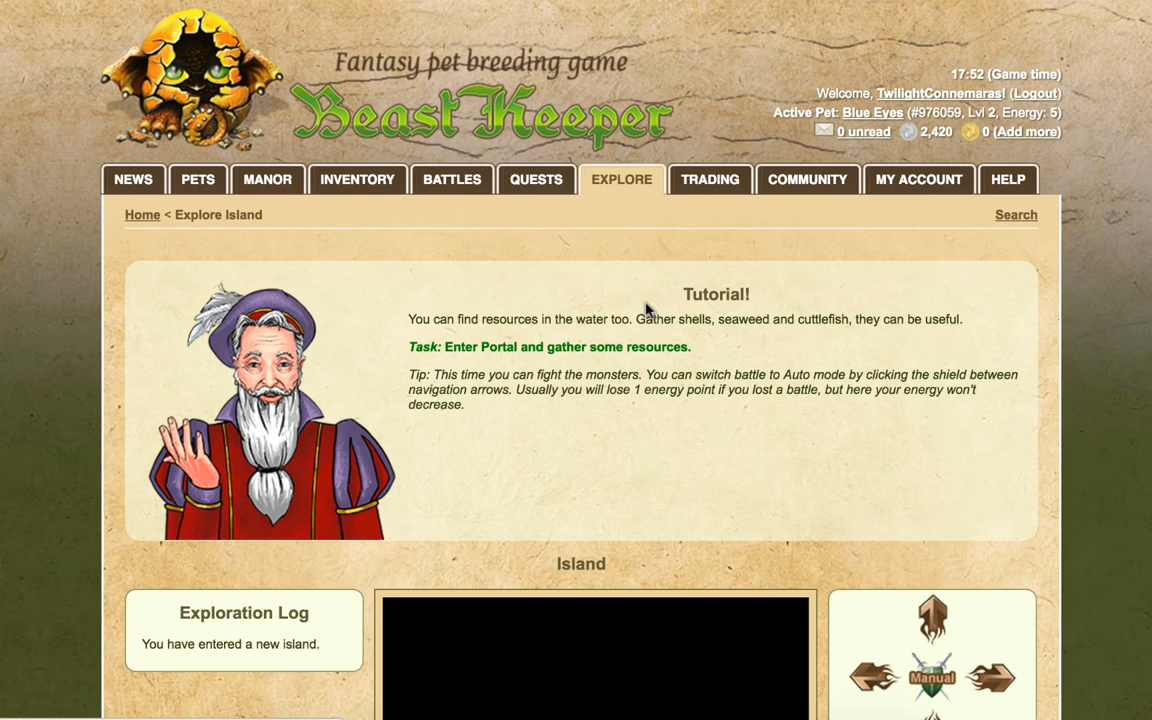 Fantasy pet breeding game
Beast Keeper
17:52 (Game time)
Welcome, TwilightConnemaras! (Logout)
Active Pet: Blue Eyes (#976059, Lvl 2, Energy: 5)
0 unread 2,420 0 (Add more)
NEWS PETS MANOR INVENTORY BATTLES QUESTS EXPLORE TRADING COMMUNITY MY ACCOUNT HELP
Home < Explore Island Search
Tutorial!
You can find resources in the water too. Gather shells, seaweed and cuttlefish, they can be useful.
Task: Enter Portal and gather some resources.
Tip: This time you can fight the monsters. You can switch battle to Auto mode by clicking the shield between
navigation arrows. Usually you will lose 1 energy point if you lost a battle, but here your energy won't
decrease.
Island
Exploration Log
You have entered a new island.
Manual